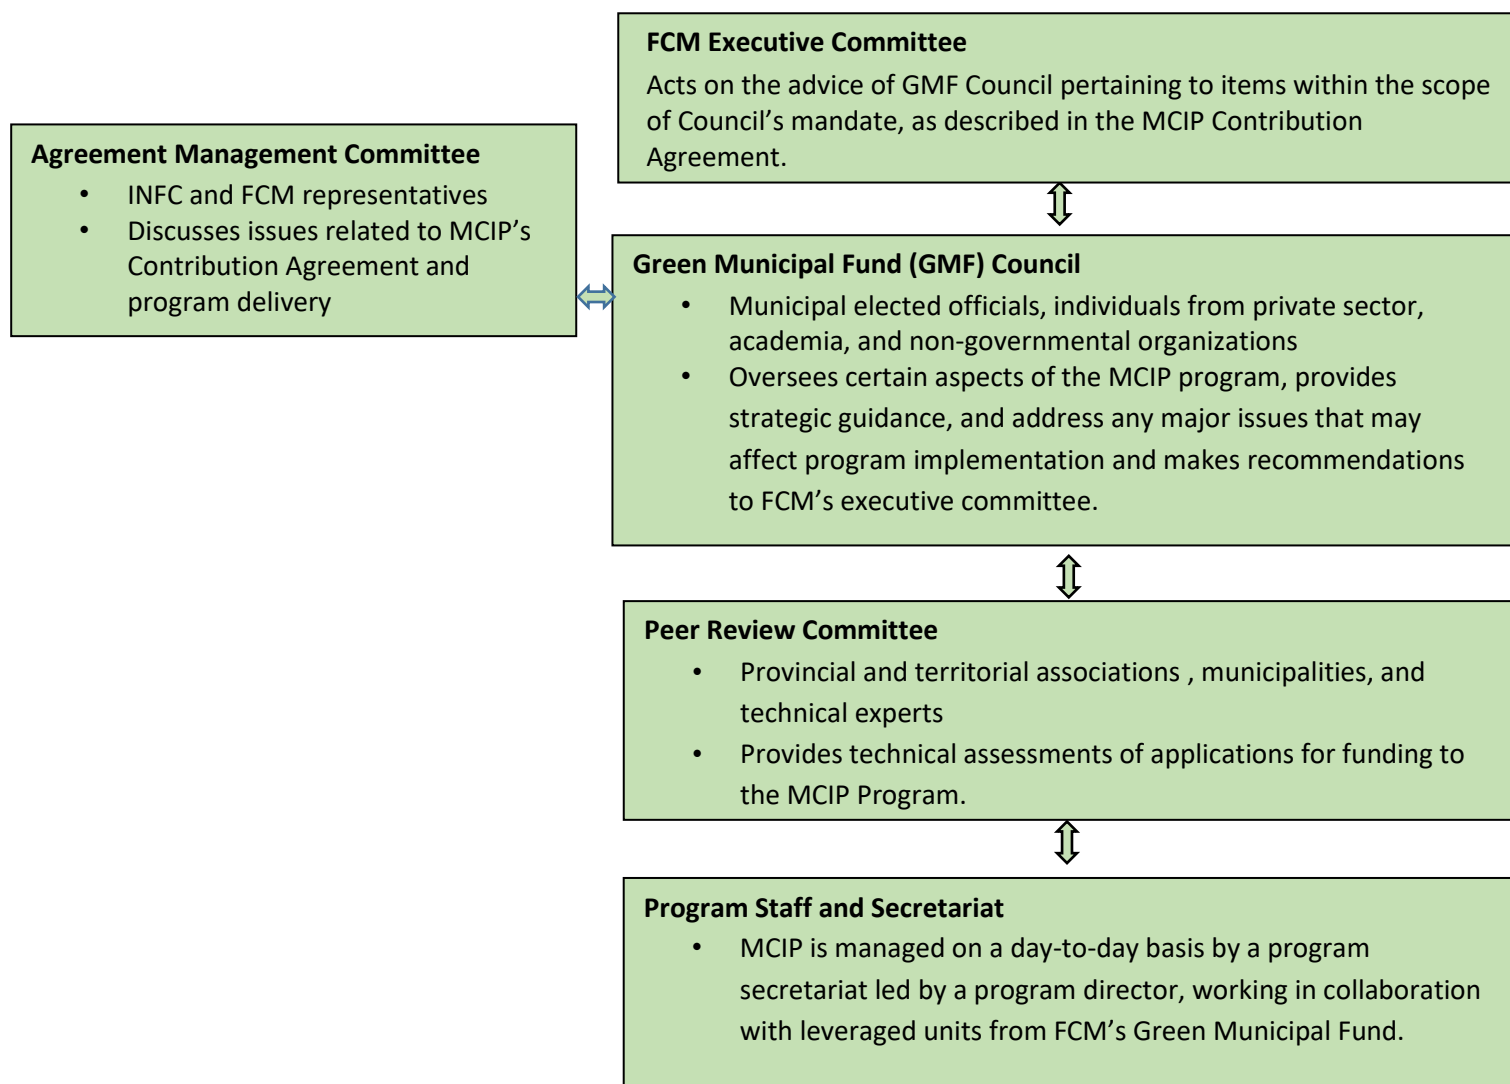 FCM Executive Committee
Acts on the advice of GMF Council pertaining to items within the scope
of Council’s mandate, as described in the MCIP Contribution
Agreement.
Agreement Management Committee
• INFC and FCM representatives
• Discusses issues related to MCIP’s
Contribution Agreement and
program delivery
Green Municipal Fund (GMF) Council
• Municipal elected officials, individuals from private sector,
academia, and non-governmental organizations
• Oversees certain aspects of the MCIP program, provides
strategic guidance, and address any major issues that may
affect program implementation and makes recommendations
to FCM’s executive committee.
Peer Review Committee
• Provincial and territorial associations , municipalities, and
technical experts
• Provides technical assessments of applications for funding to
the MCIP Program.
Program Staff and Secretariat
• MCIP is managed on a day-to-day basis by a program
secretariat led by a program director, working in collaboration
with leveraged units from FCM’s Green Municipal Fund.